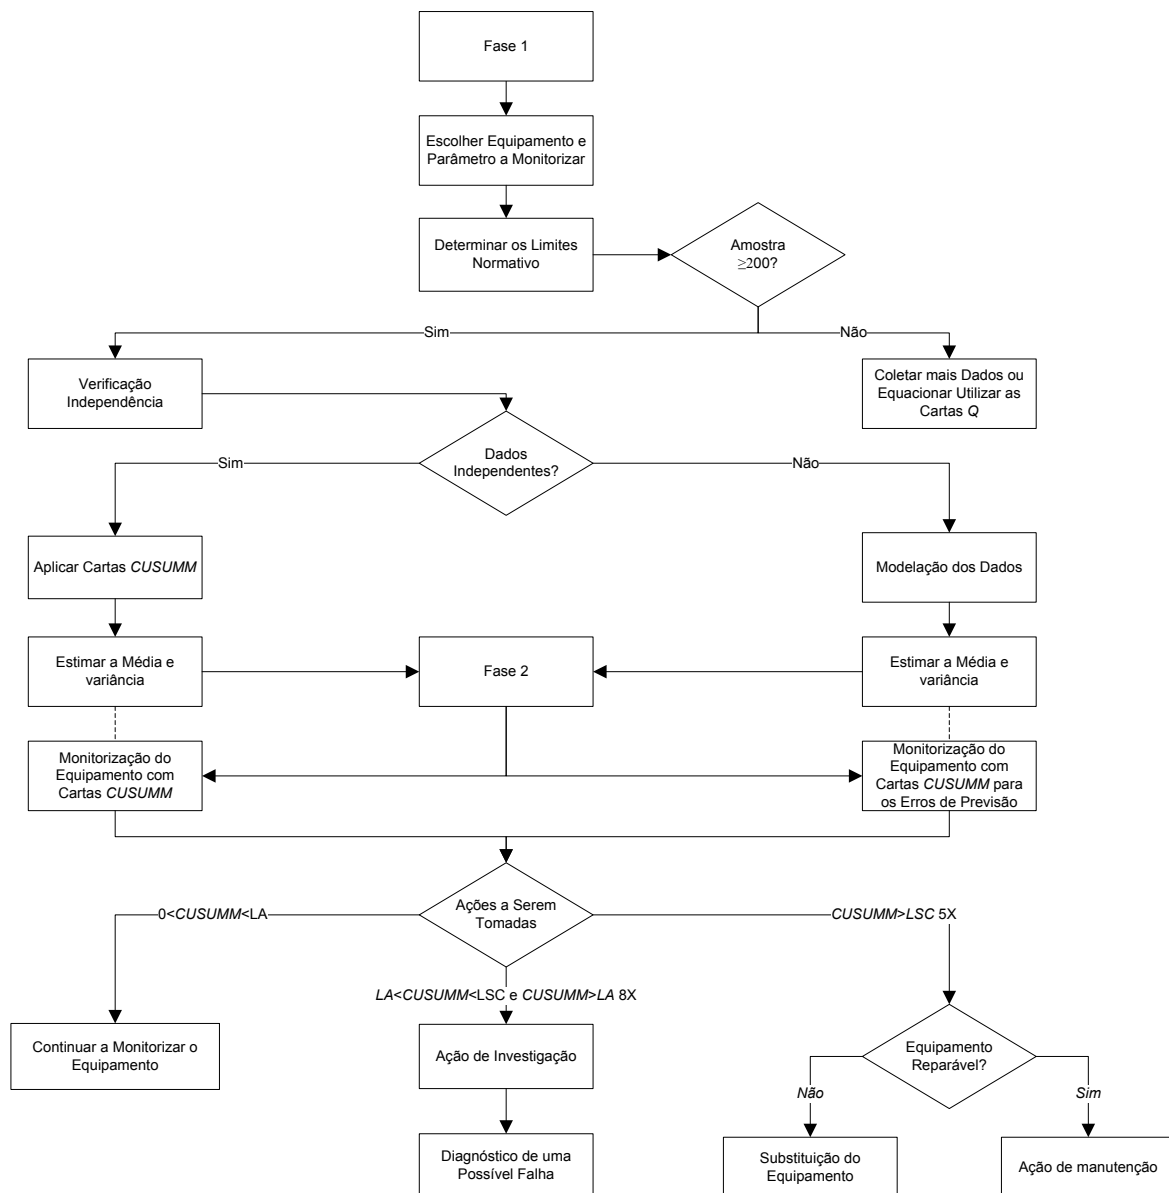 Fase 1
Escolher Equipamento e
Parâmetro a Monitorizar
Determinar os Limites
Normativo
Amostra
≥200?
Sim
Não
Verificação
Independência
Coletar mais Dados ou
Equacionar Utilizar as
Cartas Q
Dados
Independentes?
Sim
Não
Aplicar Cartas CUSUMM
Modelação dos Dados
Estimar a Média e
variância
Fase 2
Estimar a Média e
variância
Monitorização do
Equipamento com
Cartas CUSUMM
Monitorização do
Equipamento com
Cartas CUSUMM para
os Erros de Previsão
Ações a Serem
Tomadas
0<CUSUMM<LA
CUSUMM>LSC 5X
LA<CUSUMM<LSC e CUSUMM>LA 8X
Continuar a Monitorizar o
Equipamento
Ação de Investigação
Equipamento
Reparável?
Não
Sim
Diagnóstico de uma
Possível Falha
Substituição do
Equipamento
Ação de manutenção